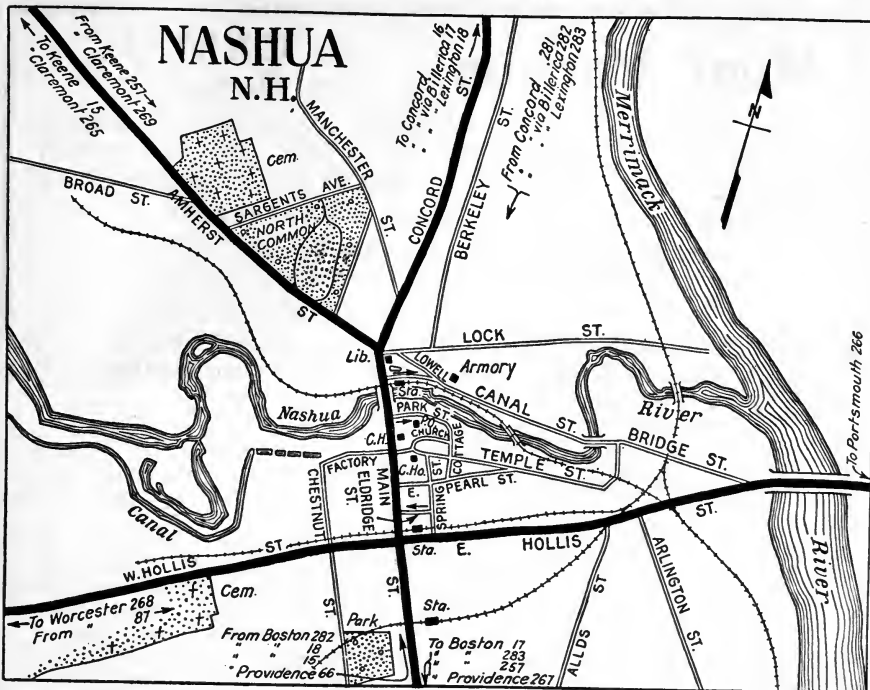 NASHUA
N.H.
From Keene 257
" Claremont 269
To Keene 15
" Claremont 265
To Concord 16
" " via Billerica 17
" " " Lexington 18
From Concord 281
" " via Billerica 282
" " " Lexington 283
N
MANCHESTER ST.
CONCORD ST.
BERKELEY ST.
Merrimack
River
Cem.
BROAD ST.
AMHERST ST
SARGENTS AVE.
NORTH
COMMON
LOCK ST.
Lib.
LOWELL
Armory
CANAL ST.
Sta.
Nashua
River
PARK ST.
P.O.
CHURCH
C.H.
COTTAGE
BRIDGE ST.
To Portsmouth 266
FACTORY
C.Ho.
TEMPLE ST.
MAIN ST.
ELDRIDGE ST.
E. PEARL ST.
SPRING ST.
CHESTNUT ST.
Canal
W. HOLLIS ST
Sta.
E. HOLLIS ST.
ARLINGTON ST.
ALLDS ST
Cem.
To Worcester 268
From " 87
Park
Sta.
From Boston 282
" " 18
" " 15
" Providence 66
To Boston 17
" " 283
" " 257
" Providence 267